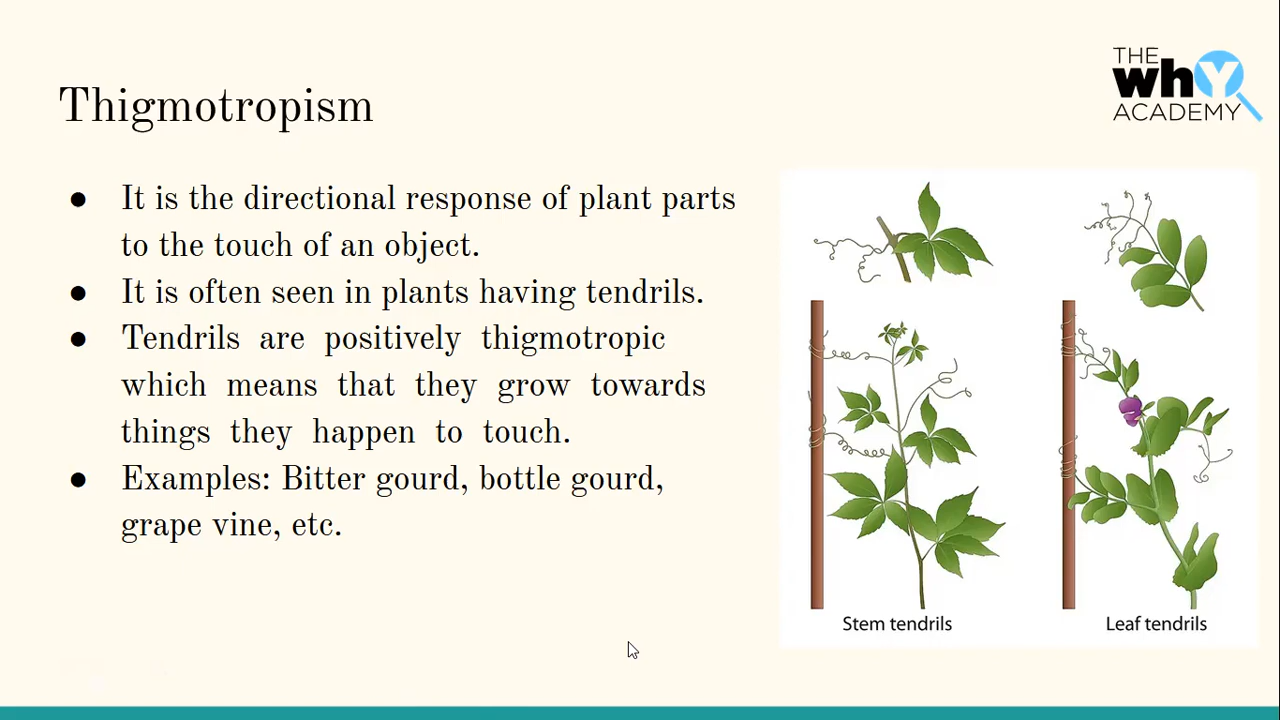 THE
whY
ACADEMY
Thigmotropism
● It is the directional response of plant parts
to the touch of an object.
● It is often seen in plants having tendrils.
● Tendrils are positively thigmotropic
which means that they grow towards
things they happen to touch.
● Examples: Bitter gourd, bottle gourd,
grape vine, etc.
Stem tendrils
Leaf tendrils